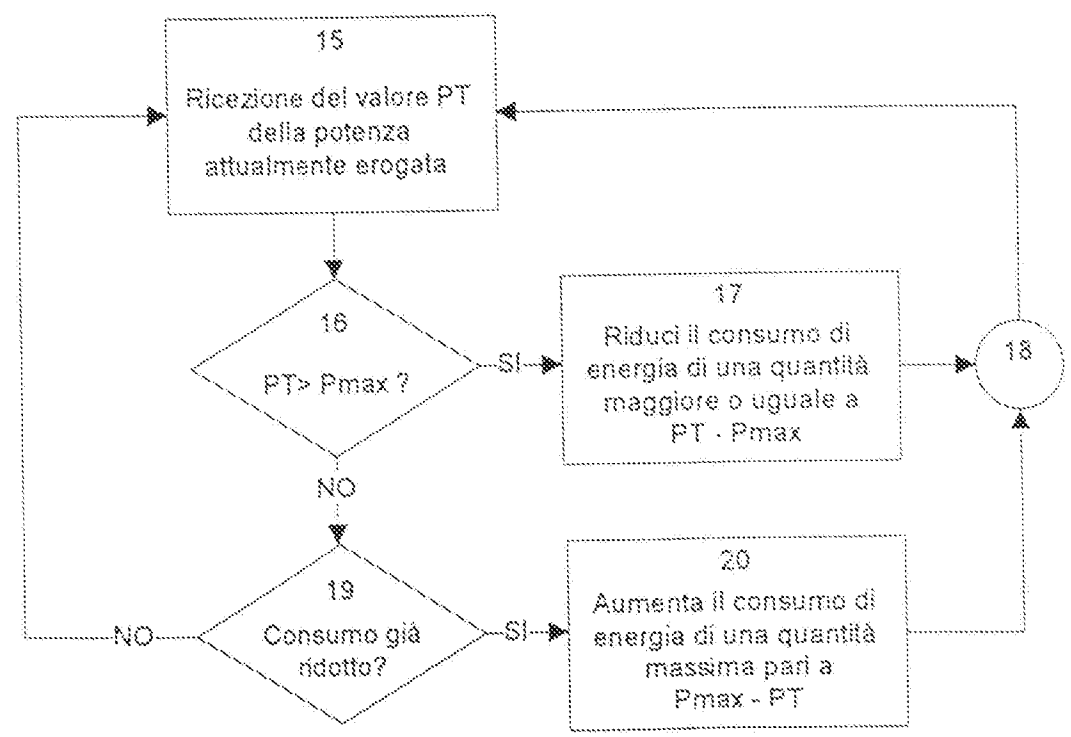 15
Ricezione del valore PT
della potenza
attualmente erogata
16
PT> Pmax ?
SI
17
Riduci il consumo di
energia di una quantità
maggiore o uguale a
PT - Pmax
18
NO
19
Consumo già
ridotto?
NO
SI
20
Aumenta il consumo di
energia di una quantità
massima pari a
Pmax - PT